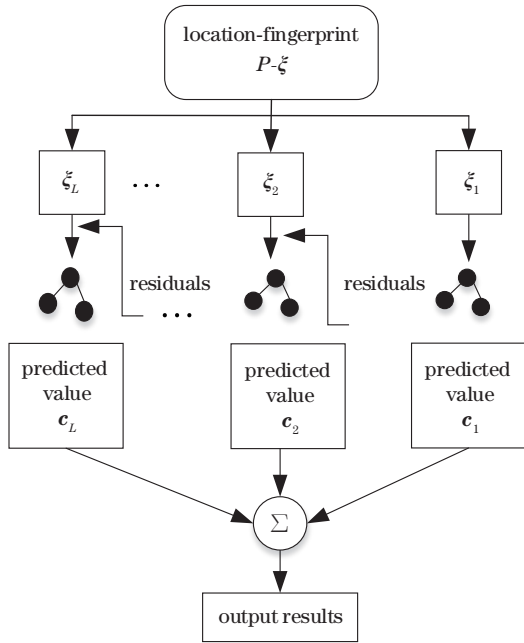 location-fingerprint
P-ξ
ξL ... ξ2 ξ1
residuals residuals
...
predicted value cL
predicted value c2
predicted value c1
Σ
output results